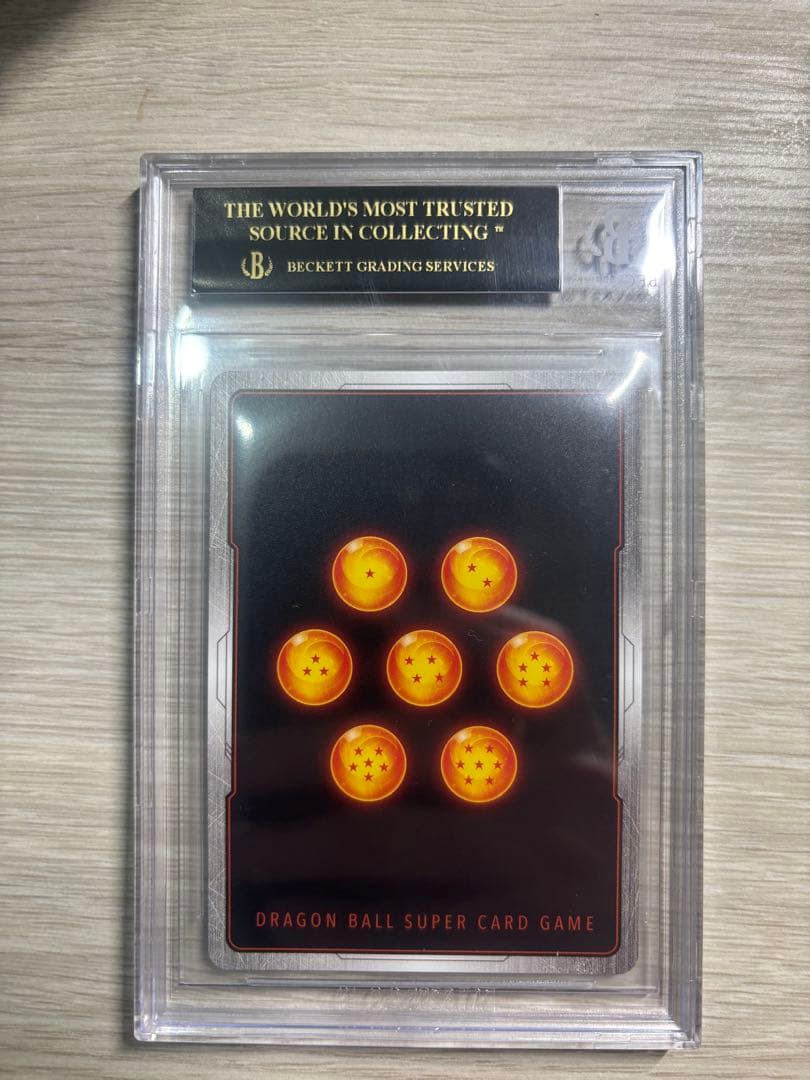 THE WORLD'S MOST TRUSTED
SOURCE IN COLLECTING ™
B BECKETT GRADING SERVICES
DRAGON BALL SUPER CARD GAME